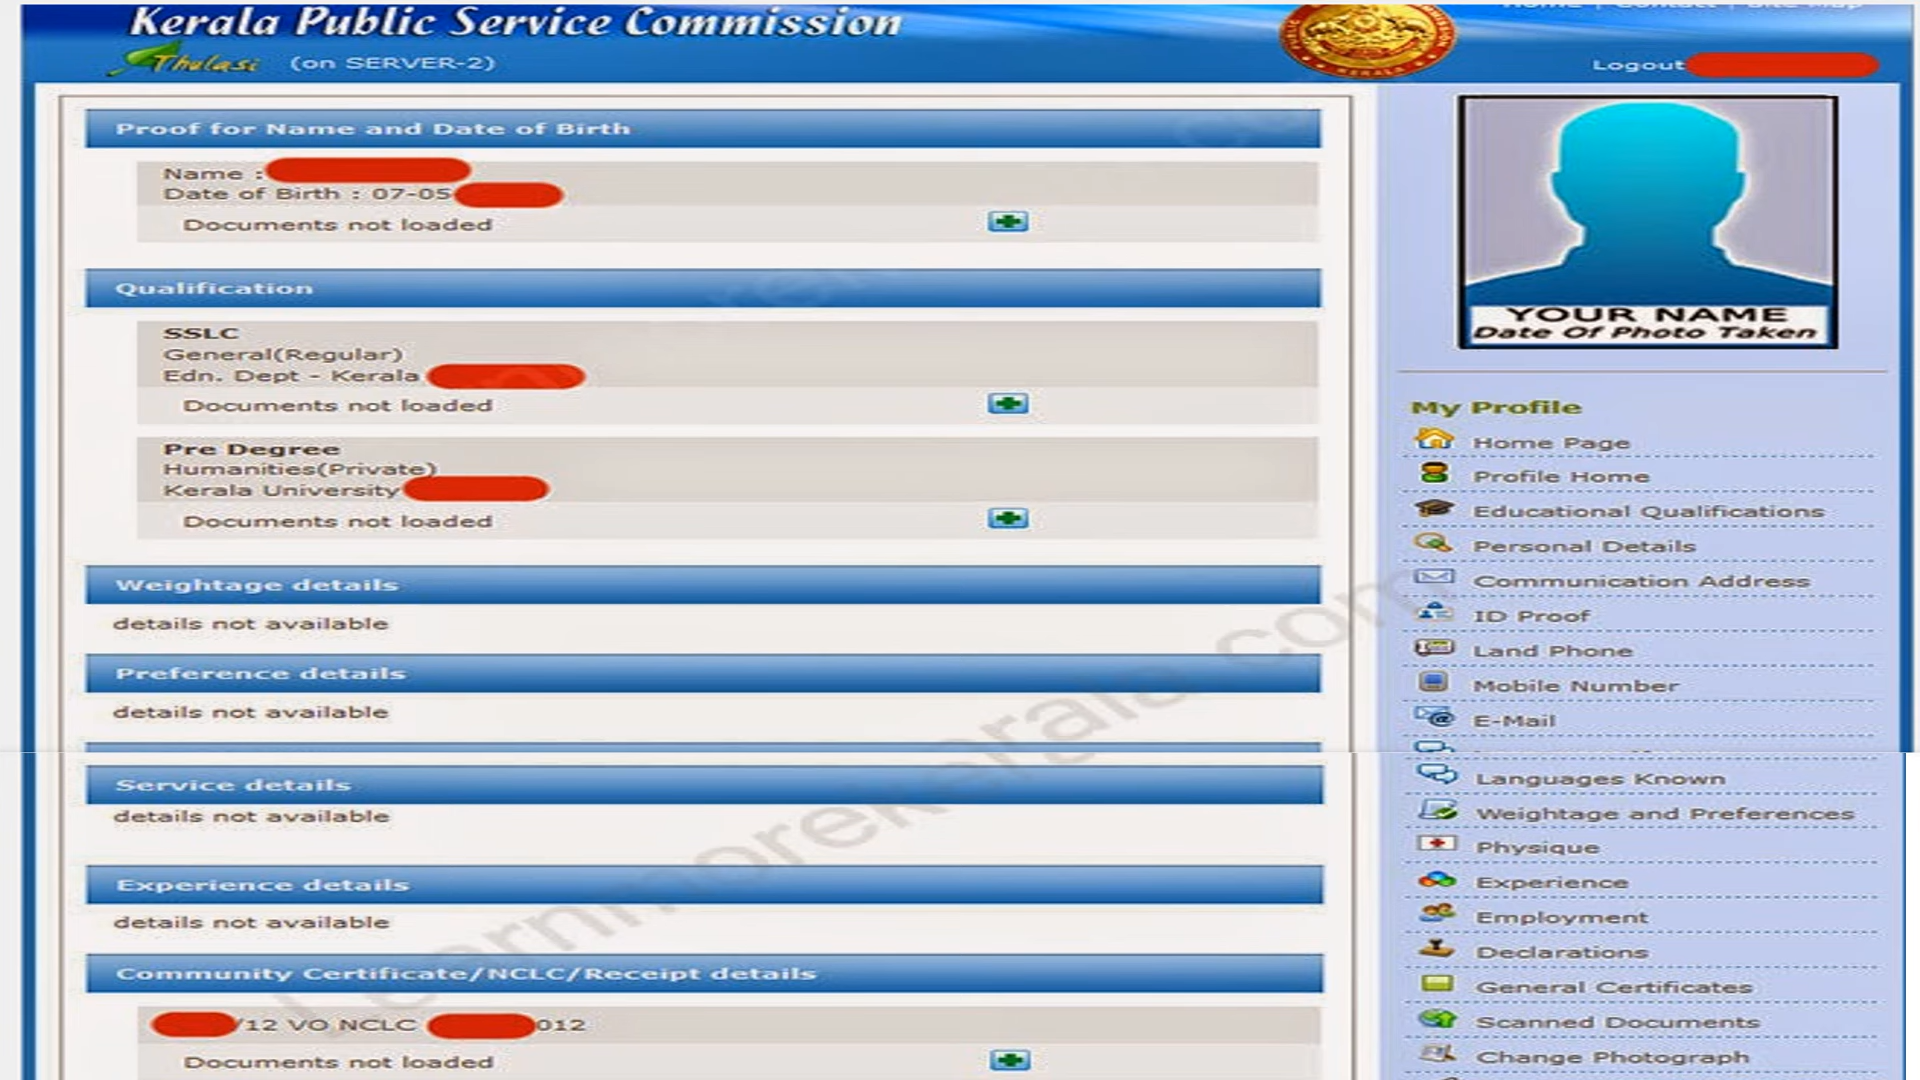 Kerala Public Service Commission
Home | Contact | Site Map
Thulasi (on SERVER-2)
Logout
Proof for Name and Date of Birth
Name :
Date of Birth : 07-05
Documents not loaded
Qualification
SSLC
General(Regular)
Edn. Dept - Kerala
Documents not loaded
Pre Degree
Humanities(Private)
Kerala University
Documents not loaded
Weightage details
details not available
Preference details
details not available
Service details
details not available
Experience details
details not available
Community Certificate/NCLC/Receipt details
/12 VO NCLC 012
Documents not loaded
YOUR NAME
Date Of Photo Taken
My Profile
Home Page
Profile Home
Educational Qualifications
Personal Details
Communication Address
ID Proof
Land Phone
Mobile Number
E-Mail
Languages Known
Weightage and Preferences
Physique
Experience
Employment
Declarations
General Certificates
Scanned Documents
Change Photograph
Learnmorekerala.com